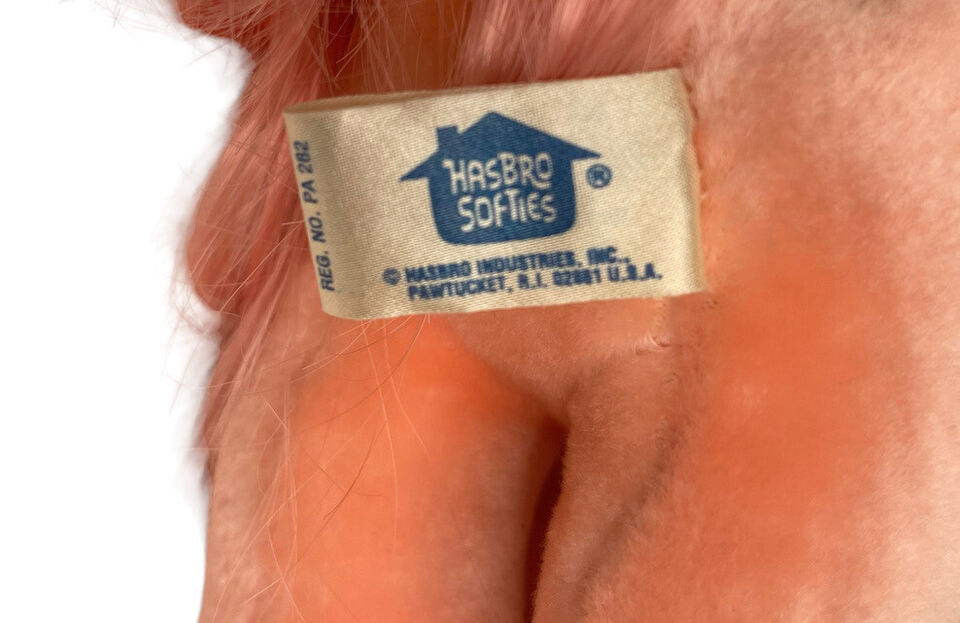 HASBRO
SOFTIES
®
© HASBRO INDUSTRIES, INC.,
PAWTUCKET, R.I. 02861 U.S.A.
REG. NO. PA 262